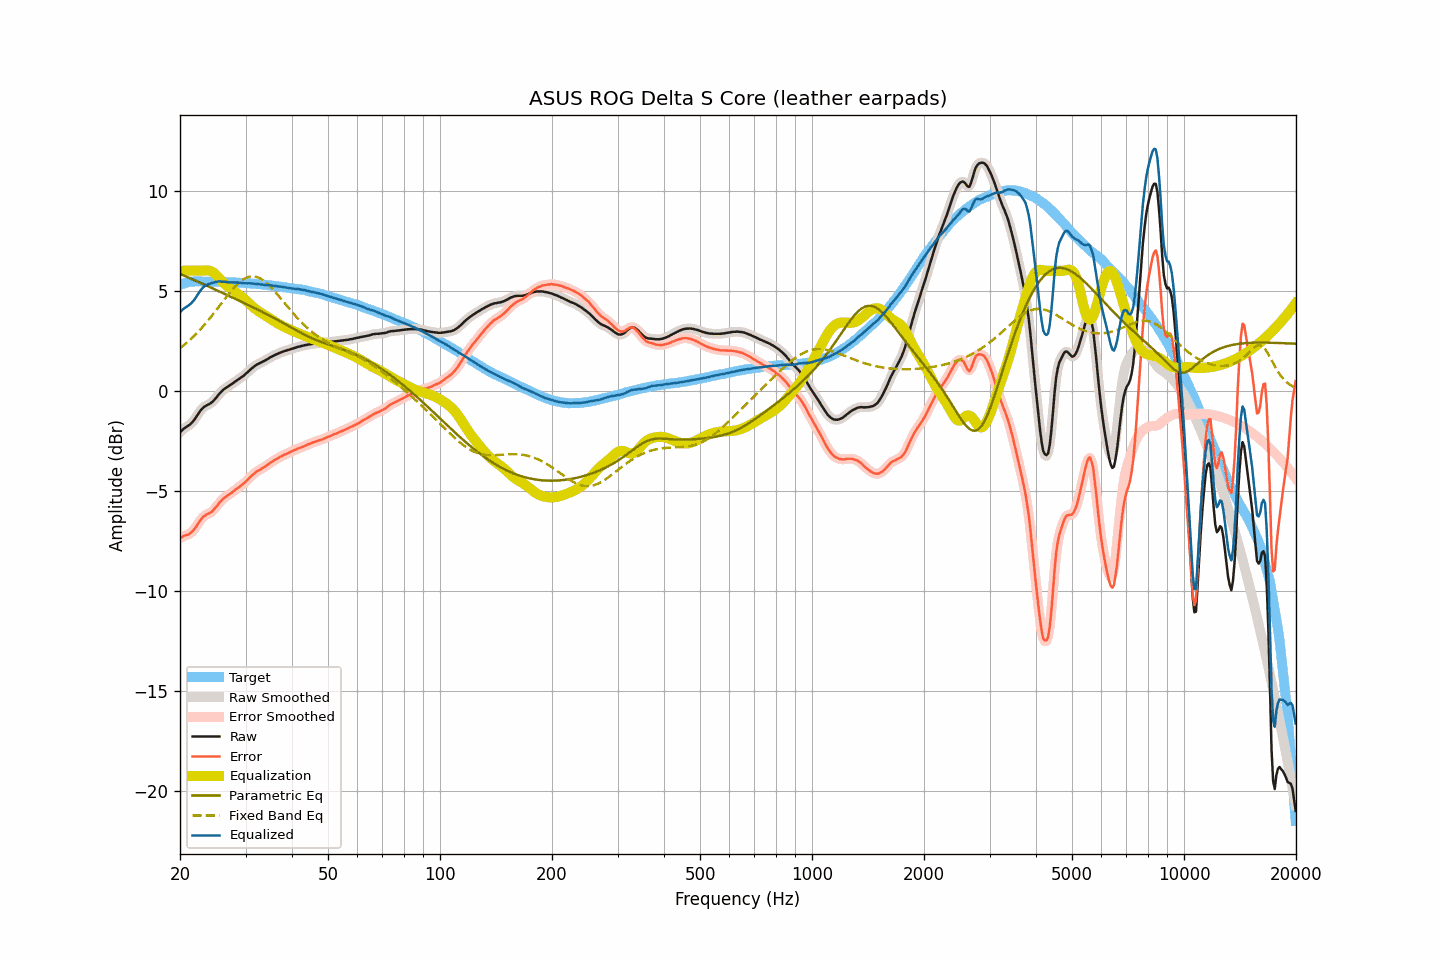 ASUS ROG Delta S Core (leather earpads)
Amplitude (dBr)
10
5
0
−5
−10
−15
−20
Target
Raw Smoothed
Error Smoothed
Raw
Error
Equalization
Parametric Eq
Fixed Band Eq
Equalized
20 50 100 200 500 1000 2000 5000 10000 20000
Frequency (Hz)